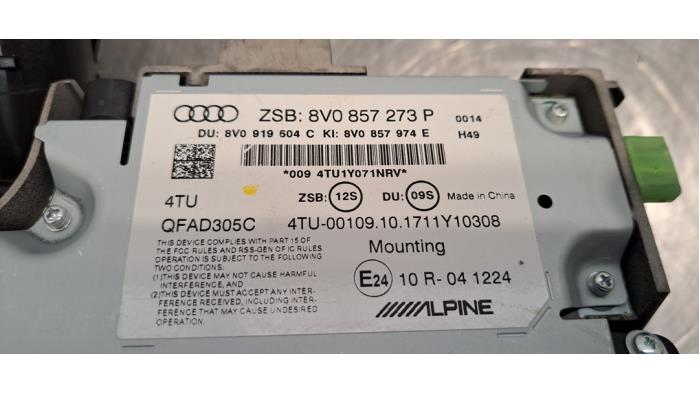 ZSB: 8V0 857 273 P 0014
DU: 8V0 919 604 C KI: 8V0 857 974 E H49
*009 4TU1Y071NRV*
4TU ZSB: 12S DU: 09S Made in China
QFAD305C 4TU-00109.10.1711Y10308
THIS DEVICE COMPLIES WITH PART 15 OF
THE FCC RULES AND RSS-GEN OF IC RULES.
OPERATION IS SUBJECT TO THE FOLLOWING
TWO CONDITIONS.
(1)THIS DEVICE MAY NOT CAUSE HARMFUL
INTERFERENCE, AND
(2)THIS DEVICE MUST ACCEPT ANY INTER-
FERENCE RECEIVED, INCLUDING INTER-
FERENCE THAT MAY CAUSE UNDESIRED
OPERATION.
Mounting
E24 10 R- 04 1224
ALPINE